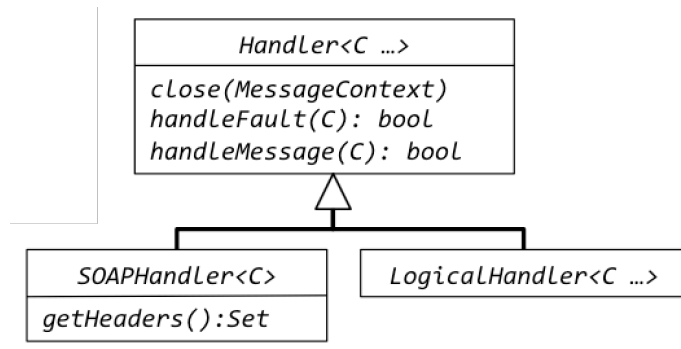 Handler<C …>
close(MessageContext)
handleFault(C): bool
handleMessage(C): bool
SOAPHandler<C>
LogicalHandler<C …>
getHeaders():Set